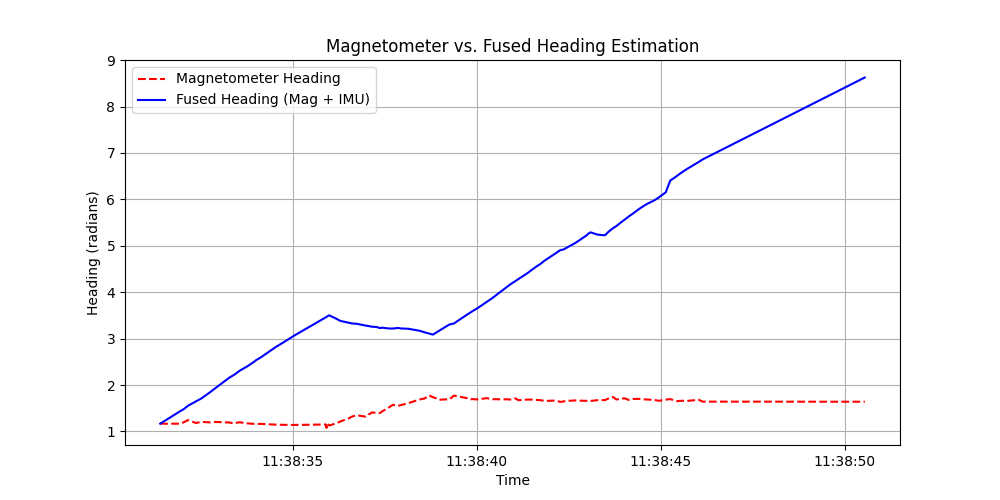 Magnetometer vs. Fused Heading Estimation
Magnetometer Heading
Fused Heading (Mag + IMU)
Heading (radians)
9
8
7
6
5
4
3
2
1
11:38:35 11:38:40 11:38:45 11:38:50
Time